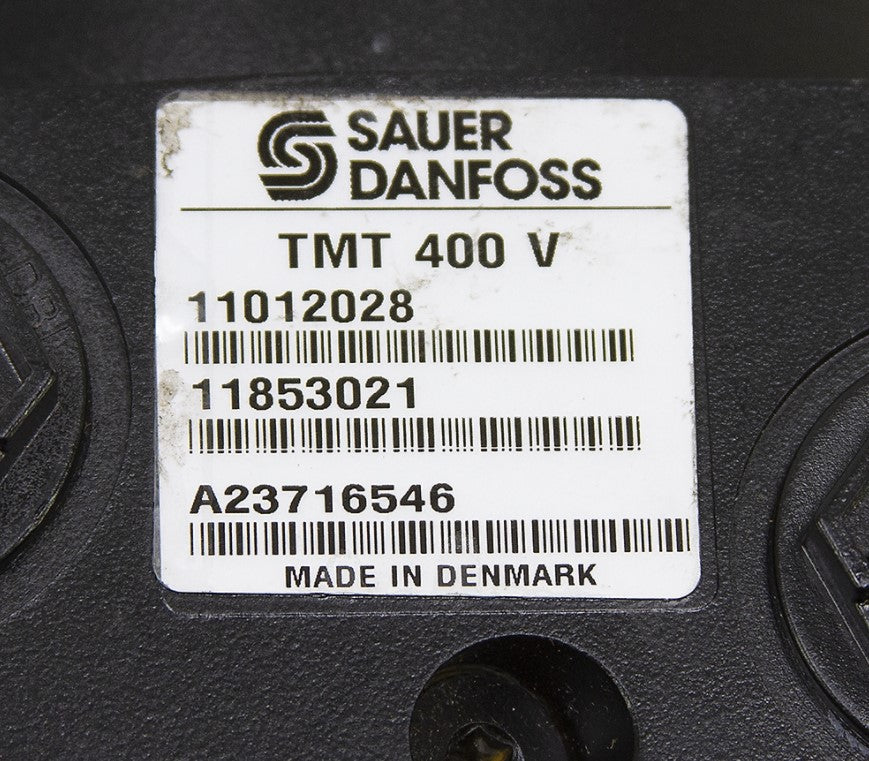 SAUER
DANFOSS
TMT 400 V
11012028
11853021
A23716546
MADE IN DENMARK